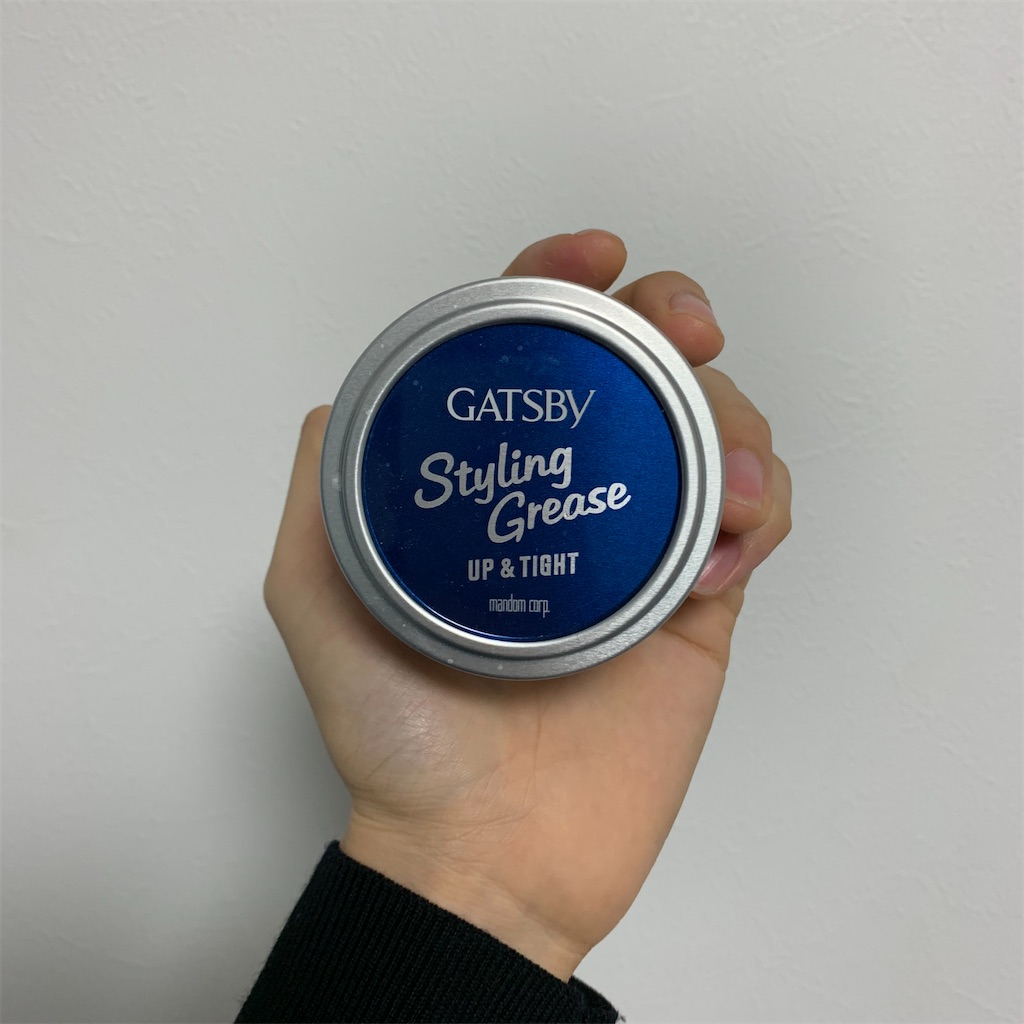 GATSBY
Styling
Grease
UP & TIGHT
mandom corp.